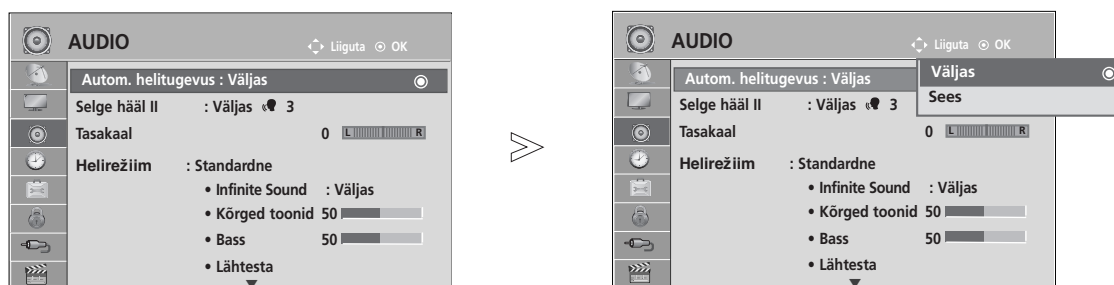 AUDIO
Liiguta OK
Autom. helitugevus : Väljas
Selge hääl II : Väljas 3
Tasakaal 0 L R
Helirežiim : Standardne
• Infinite Sound : Väljas
• Kõrged toonid 50
• Bass 50
• Lähtesta
AUDIO
Liiguta OK
Autom. helitugevus : Väljas
Väljas
Sees
Selge hääl II : Väljas 3
Tasakaal 0 L R
Helirežiim : Standardne
• Infinite Sound : Väljas
• Kõrged toonid 50
• Bass 50
• Lähtesta